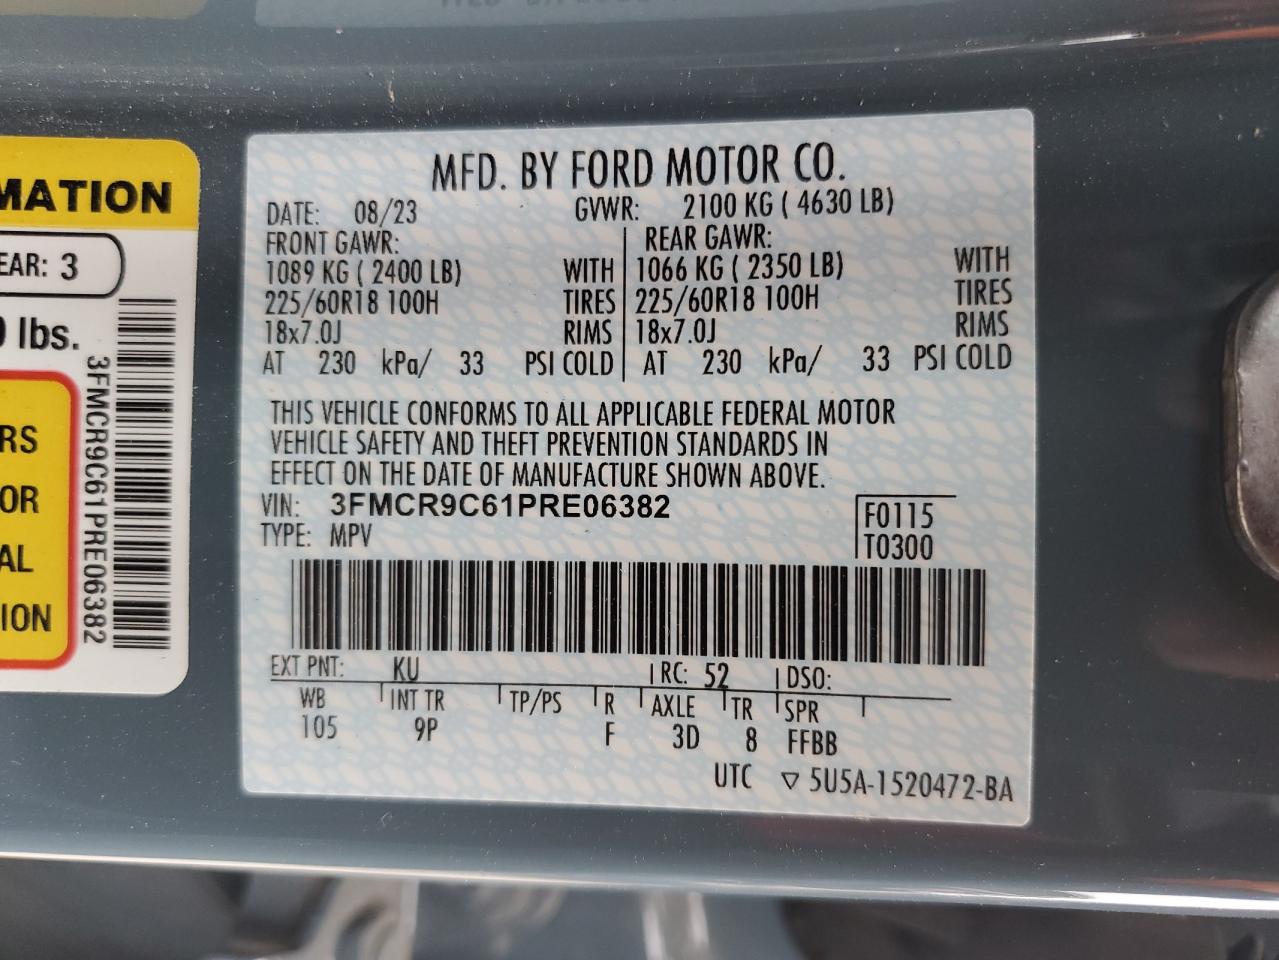 MATION
EAR: 3
lbs.
3FMCR9C61PRE06382
RS
OR
AL
ION
MFD. BY FORD MOTOR CO.
DATE: 08/23 GVWR: 2100 KG ( 4630 LB)
FRONT GAWR: REAR GAWR:
1089 KG ( 2400 LB) WITH 1066 KG ( 2350 LB) WITH
225/60R18 100H TIRES 225/60R18 100H TIRES
18x7.0J RIMS 18x7.0J RIMS
AT 230 kPa/ 33 PSI COLD AT 230 kPa/ 33 PSI COLD
THIS VEHICLE CONFORMS TO ALL APPLICABLE FEDERAL MOTOR
VEHICLE SAFETY AND THEFT PREVENTION STANDARDS IN
EFFECT ON THE DATE OF MANUFACTURE SHOWN ABOVE.
VIN: 3FMCR9C61PRE06382
TYPE: MPV
F0115
T0300
EXT PNT: KU RC: 52 DSO:
WB INT TR TP/PS R AXLE TR SPR
105 9P F 3D 8 FFBB
UTC ▽ 5U5A-1520472-BA